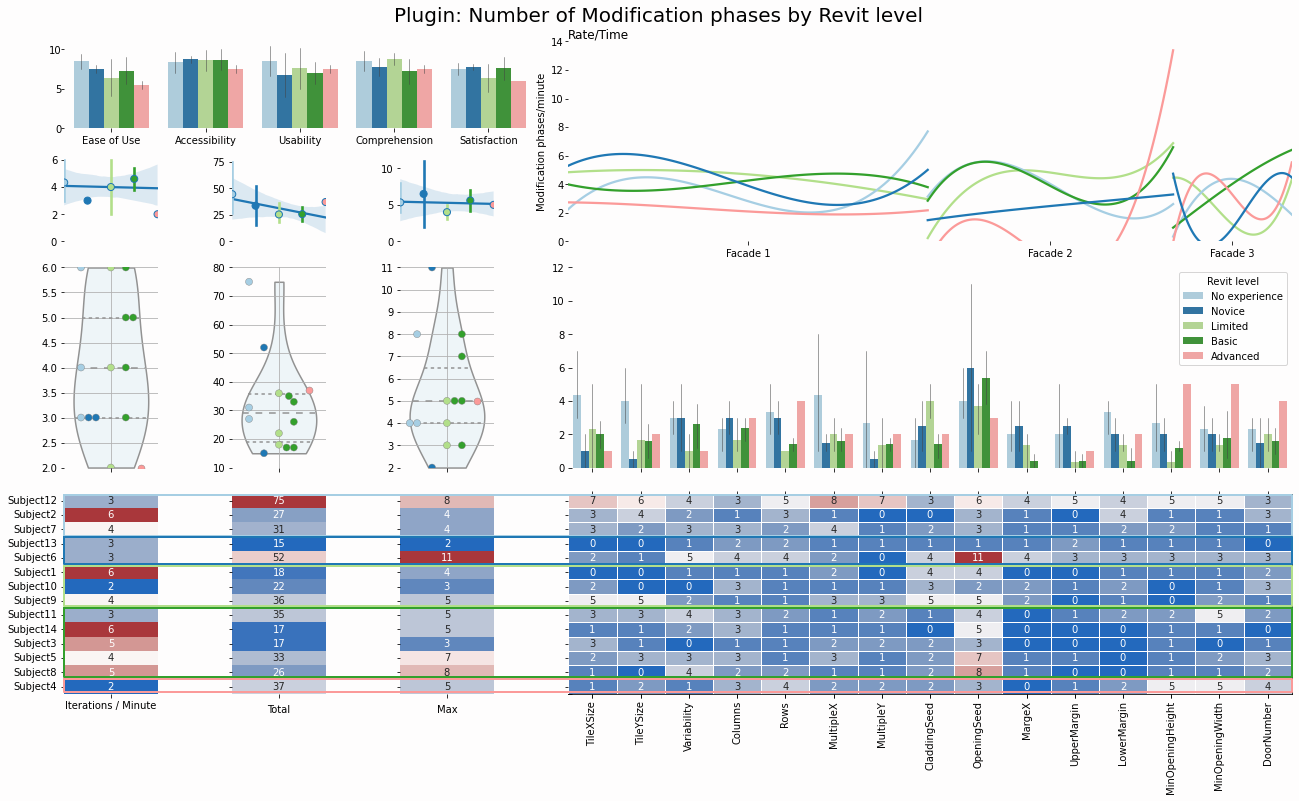 Plugin: Number of Modification phases by Revit level
10
5
0
Ease of Use
Accessibility
Usability
Comprehension
Satisfaction
Rate/Time
Modification phases/minute
14
12
10
8
6
4
2
0
Facade 1
Facade 2
Facade 3
6
4
2
0
75
50
25
0
10
5
0
6.0
5.5
5.0
4.5
4.0
3.5
3.0
2.5
2.0
80
70
60
50
40
30
20
10
11
10
9
8
7
6
5
4
3
2
12
10
8
6
4
2
0
Revit level
No experience
Novice
Limited
Basic
Advanced
Subject12 3 75 8 7 6 4 3 5 8 7 3 6 4 5 4 5 5 3
Subject2 6 27 4 3 4 2 1 3 1 0 0 3 1 0 4 1 1 3
Subject7 4 31 4 3 2 3 3 2 4 1 2 3 1 1 2 2 1 1
Subject13 3 15 2 0 0 1 2 2 1 1 1 1 1 2 1 1 1 0
Subject6 3 52 11 2 1 5 4 4 2 0 4 11 4 3 3 3 3 3
Subject1 6 18 4 0 0 1 1 1 2 0 4 4 0 0 1 1 1 2
Subject10 2 22 3 2 0 0 3 1 1 1 3 2 2 1 2 0 1 3
Subject9 4 36 5 5 5 2 1 1 3 3 5 5 2 0 1 0 2 1
Subject11 3 35 5 3 3 4 3 2 1 2 1 4 0 1 1 2 5 2
Subject14 6 17 5 1 1 2 3 1 1 1 0 5 0 0 0 1 1 0
Subject3 5 17 3 3 1 0 1 1 2 2 2 3 0 0 1 1 0 1
Subject5 4 33 7 2 3 3 3 1 3 1 2 7 1 1 0 1 2 3
Subject8 5 26 8 1 0 4 2 2 1 1 2 8 1 0 0 1 1 2
Subject4 2 37 5 1 2 1 3 4 2 2 2 3 0 1 2 5 5 4
Iterations / Minute
Total
Max
TileXSize
TileYSize
Variability
Columns
Rows
MultipleX
MultipleY
CladdingSeed
OpeningSeed
MargeX
UpperMargin
LowerMargin
MinOpeningHeight
MinOpeningWidth
DoorNumber